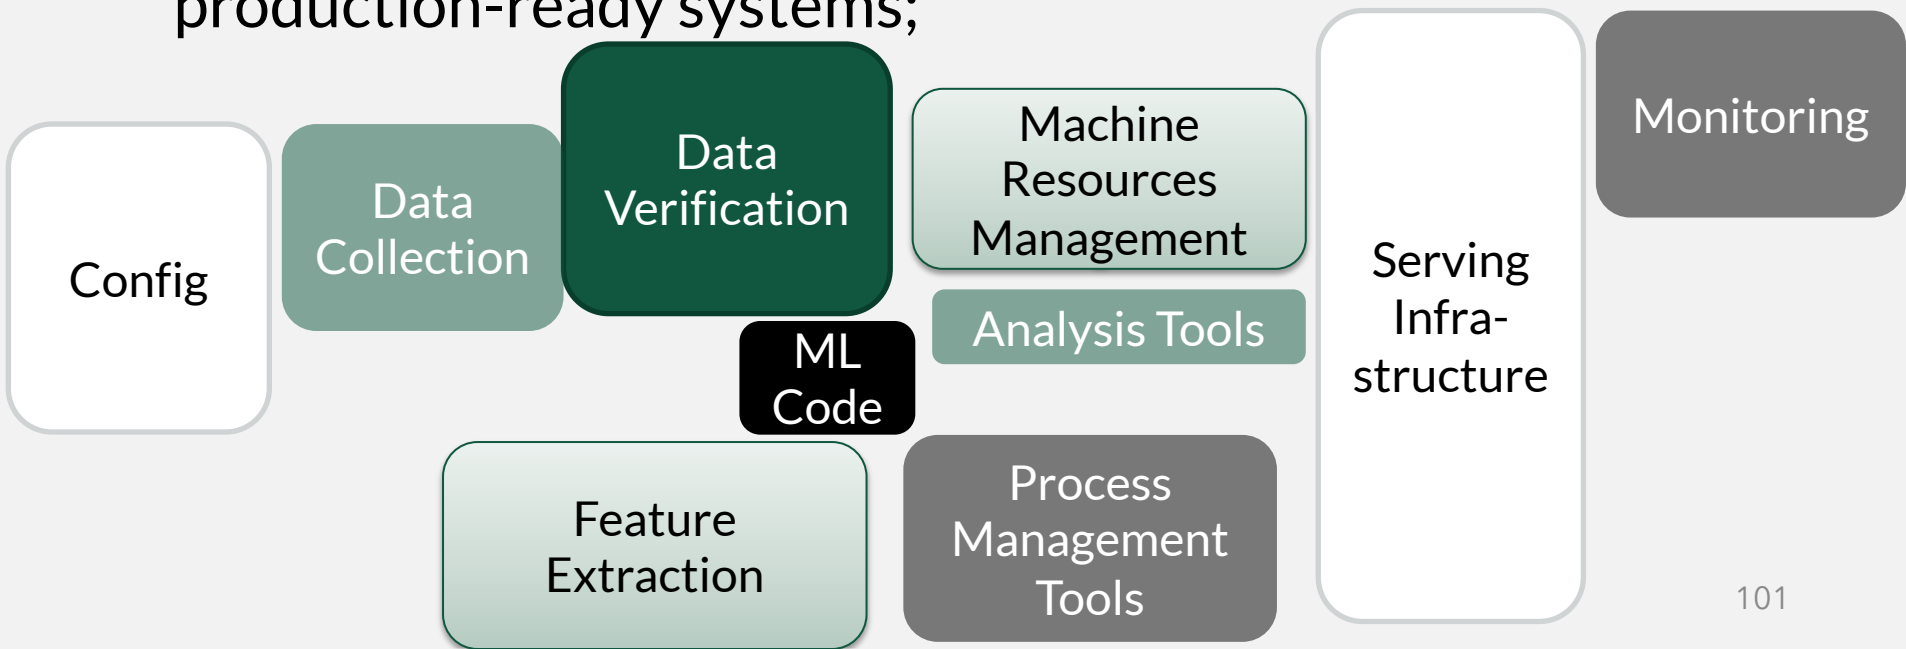 production-ready systems;
Config
Data
Collection
Data
Verification
ML
Code
Feature
Extraction
Machine
Resources
Management
Analysis Tools
Process
Management
Tools
Serving
Infra-
structure
Monitoring
101